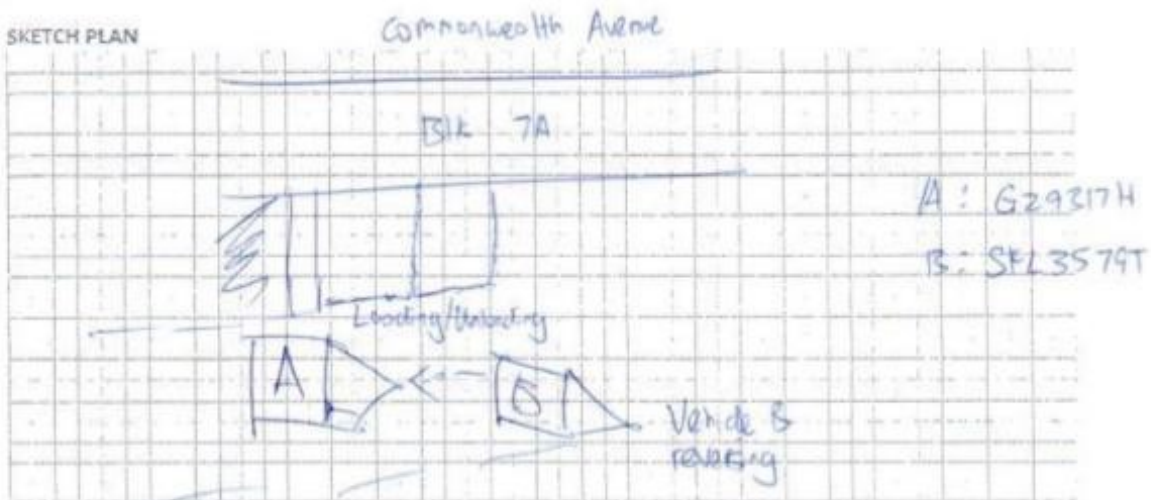 Commonwealth Avenue
SKETCH PLAN
Blk 7A
A: GZ9317H
B: SFL3579T
Loading/Unloading
A
B
Vehicle B
reversing